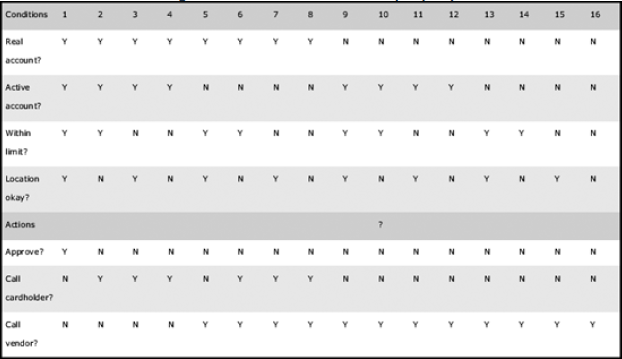 Conditions 1 2 3 4 5 6 7 8 9 10 11 12 13 14 15 16
Real Y Y Y Y Y Y Y Y N N N N N N N N
account?
Active Y Y Y Y N N N N Y Y Y Y N N N N
account?
Within Y Y N N Y Y N N Y Y N N Y Y N N
limit?
Location Y N Y N Y N Y N Y N Y N Y N Y N
okay?
Actions ?
Approve? Y N N N N N N N N N N N N N N N
Call N Y Y Y N Y Y Y N N N N N N N N
cardholder?
Call N N N N Y Y Y Y Y Y Y Y Y Y Y Y
vendor?